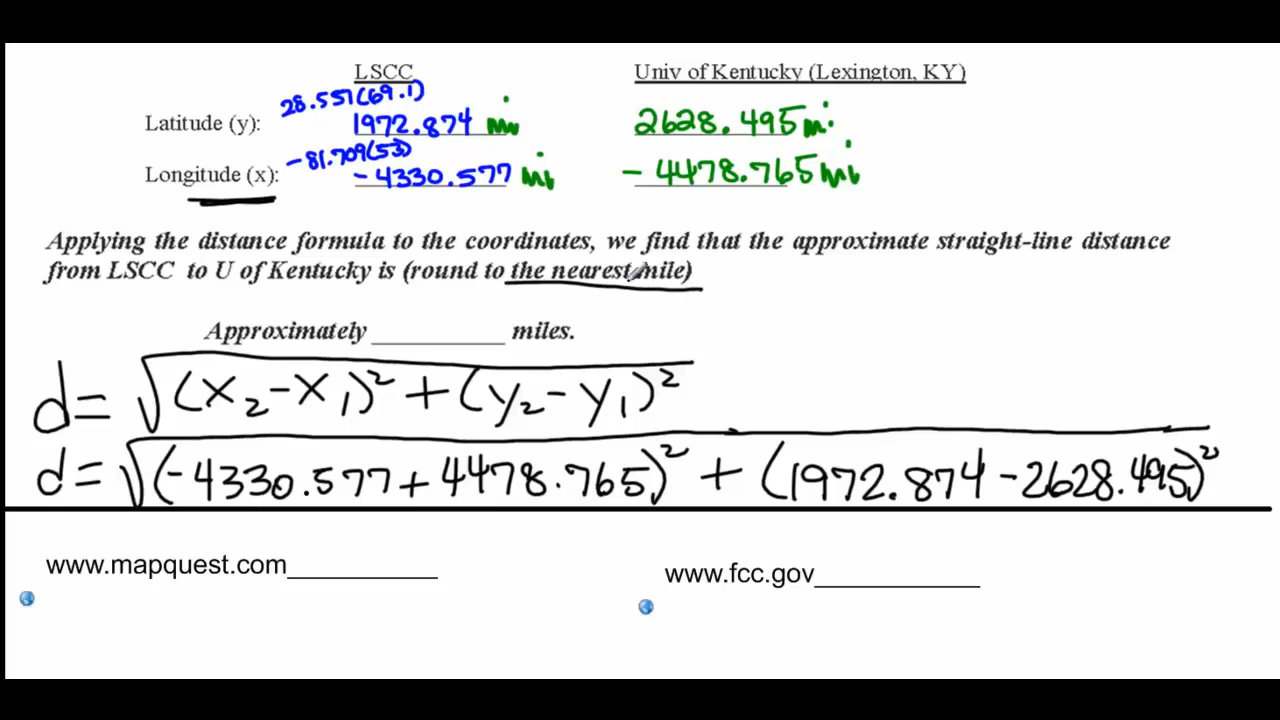 LSCC Univ of Kentucky (Lexington, KY)
28.551(69.1)
Latitude (y): 1972.874 mi 2628.495 mi
-81.709(53)
Longitude (x): -4330.577 mi -4478.765 mi
Applying the distance formula to the coordinates, we find that the approximate straight-line distance
from LSCC to U of Kentucky is (round to the nearest mile)
Approximately __________ miles.
d = √(x₂-x₁)² + (y₂-y₁)²
d = √(-4330.577+4478.765)² + (1972.874-2628.495)²
www.mapquest.com__________ www.fcc.gov__________